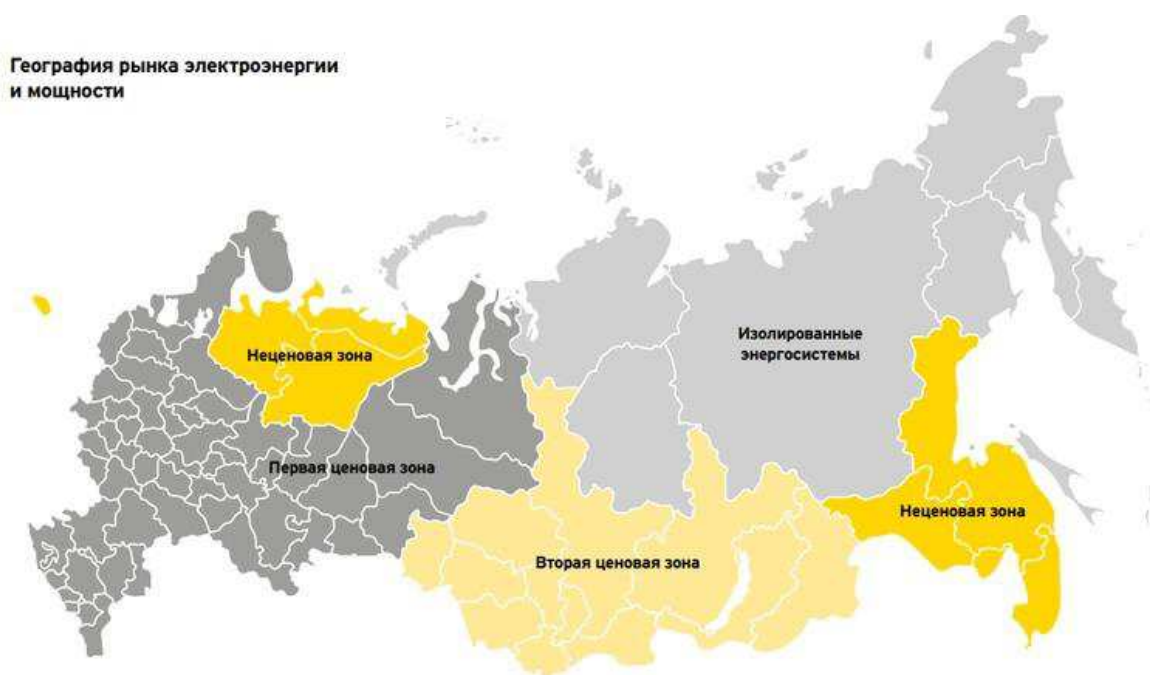 География рынка электроэнергии
и мощности
Изолированные
энергосистемы
Неценовая зона
Первая ценовая зона
Неценовая зона
Вторая ценовая зона